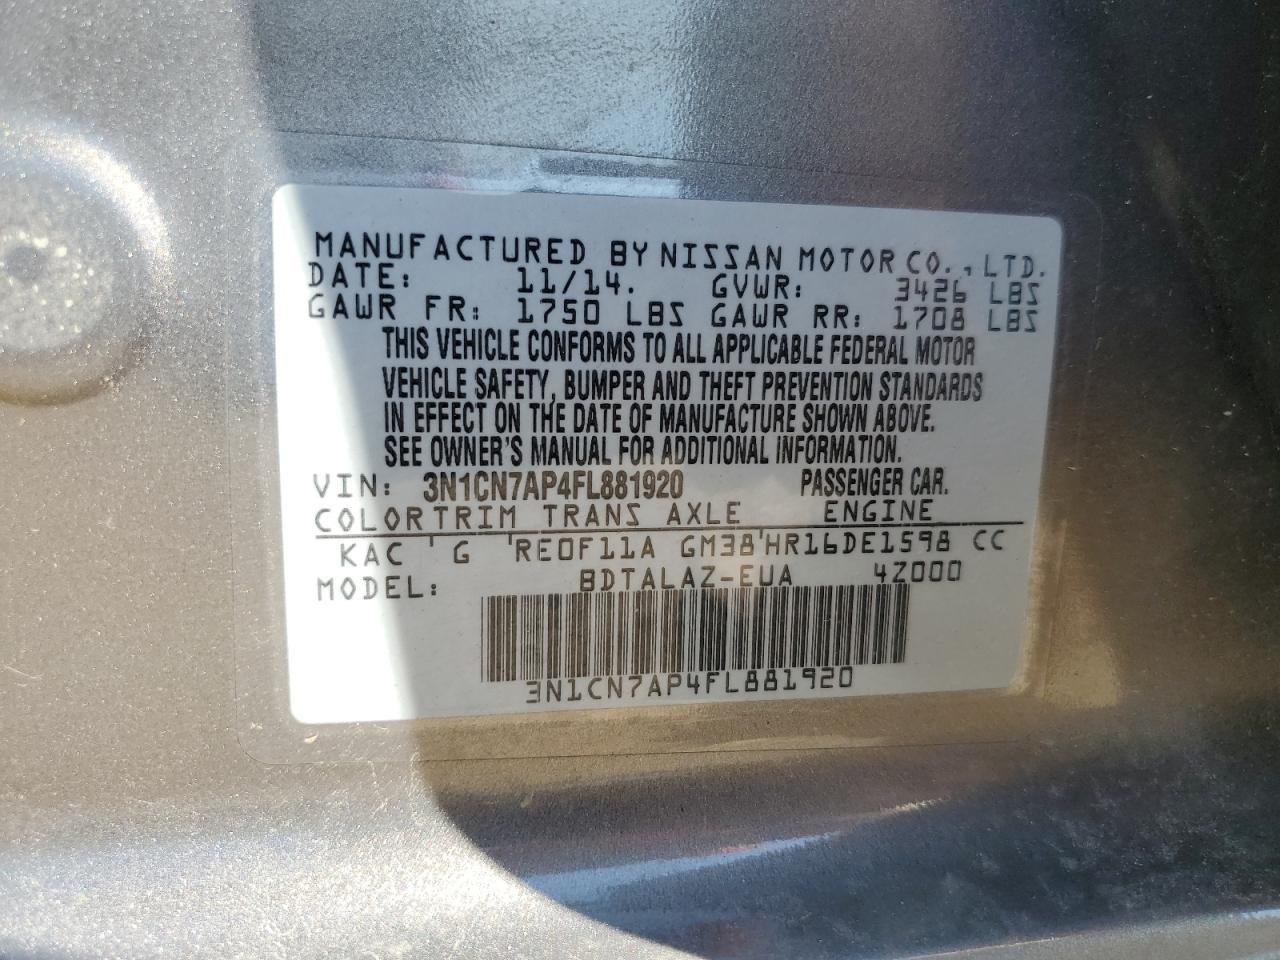 MANUFACTURED BY NISSAN MOTOR CO., LTD.
DATE: 11/14. GVWR: 3426 LBS
GAWR FR: 1750 LBS GAWR RR: 1708 LBS
THIS VEHICLE CONFORMS TO ALL APPLICABLE FEDERAL MOTOR
VEHICLE SAFETY, BUMPER AND THEFT PREVENTION STANDARDS
IN EFFECT ON THE DATE OF MANUFACTURE SHOWN ABOVE.
SEE OWNER'S MANUAL FOR ADDITIONAL INFORMATION.
VIN: 3N1CN7AP4FL881920 PASSENGER CAR.
COLOR TRIM TRANS AXLE ENGINE
KAC ' G 'RE0F11A GM38'HR16DE1598 CC
MODEL: BDTALAZ-EUA 4Z000
3N1CN7AP4FL881920